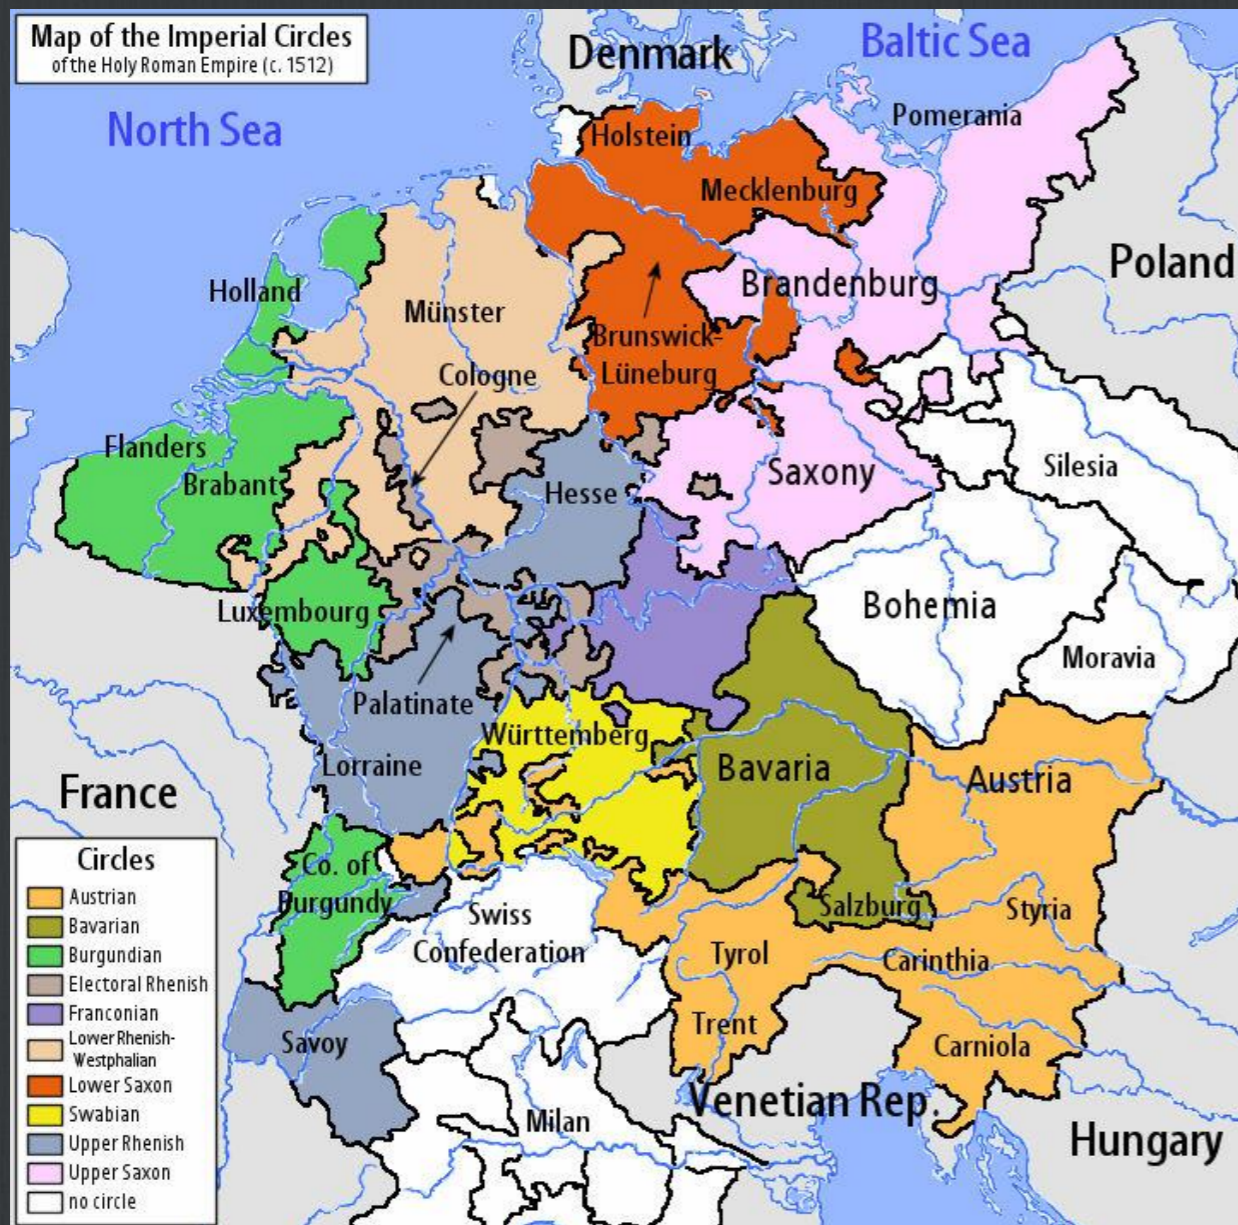 Map of the Imperial Circles
of the Holy Roman Empire (c. 1512)
Denmark
Baltic Sea
North Sea
Holstein
Pomerania
Mecklenburg
Poland
Holland
Brandenburg
Münster
Brunswick-
Lüneburg
Cologne
Flanders
Brabant
Hesse
Saxony
Silesia
Luxembourg
Bohemia
Moravia
Palatinate
Württemberg
Lorraine
Bavaria
Austria
France
Co. of
Burgundy
Swiss
Confederation
Salzburg
Styria
Tyrol
Carinthia
Trent
Savoy
Carniola
Venetian Rep.
Milan
Hungary
Circles
Austrian
Bavarian
Burgundian
Electoral Rhenish
Franconian
Lower Rhenish-
Westphalian
Lower Saxon
Swabian
Upper Rhenish
Upper Saxon
no circle